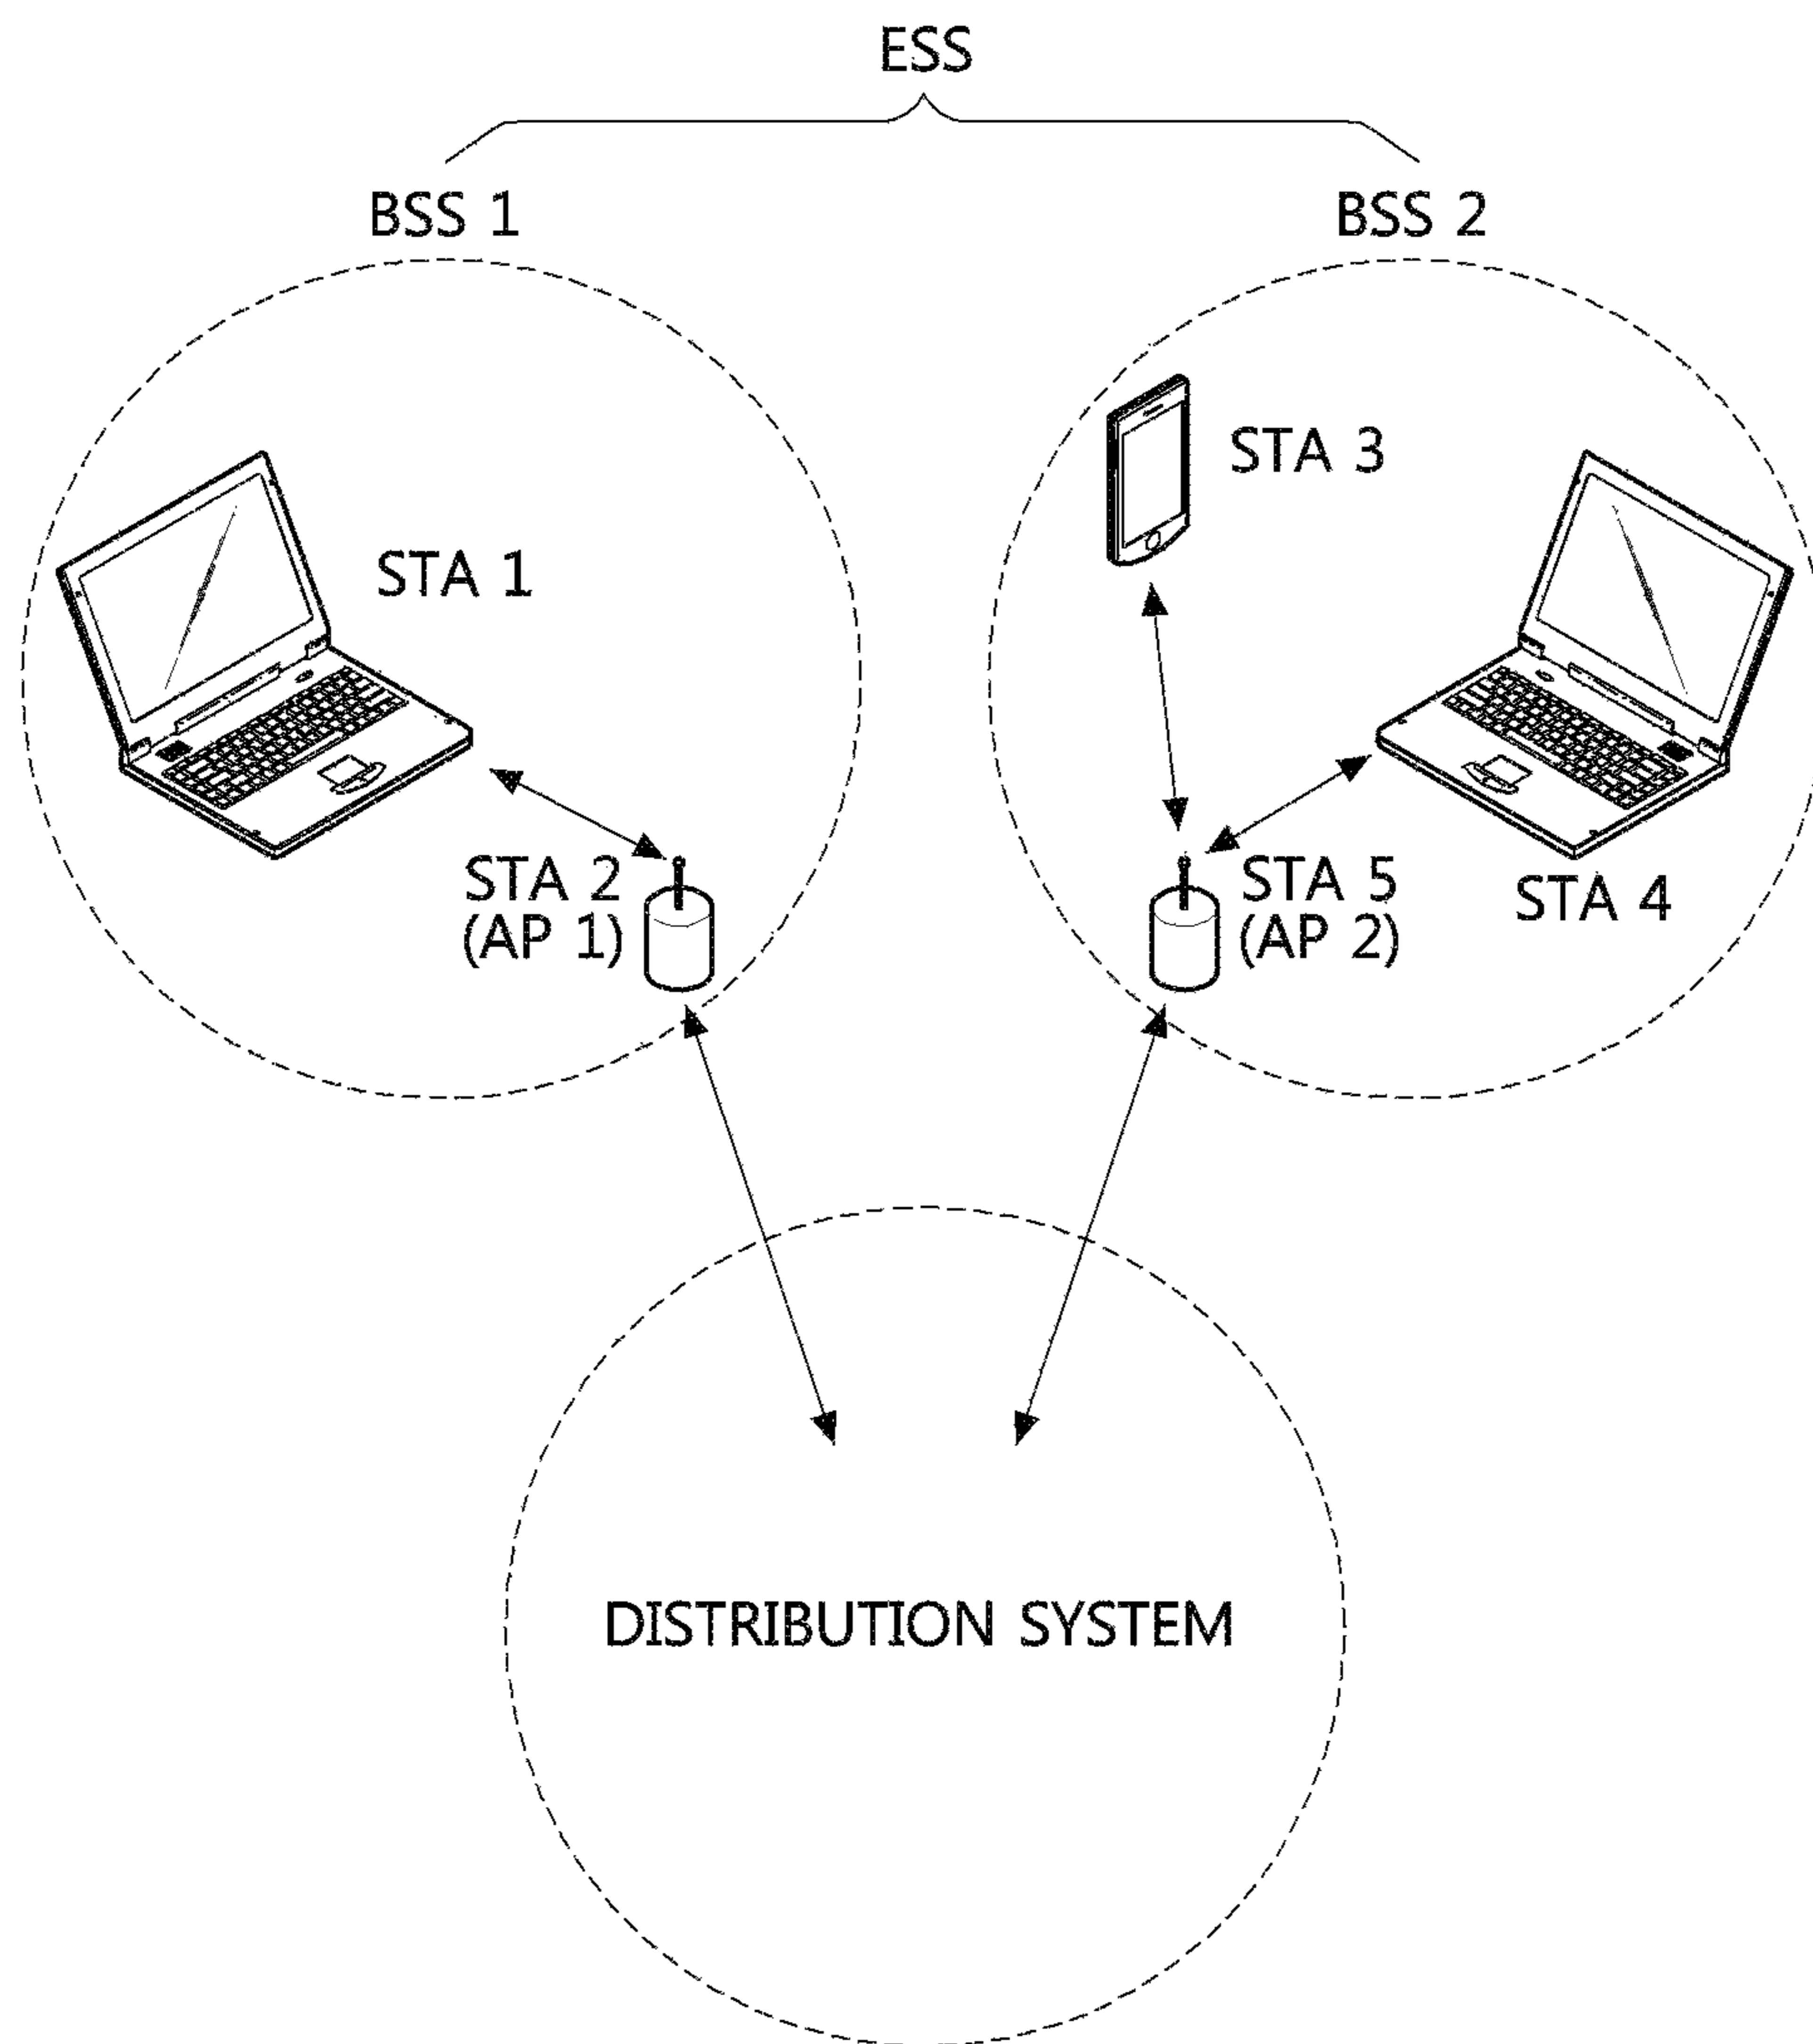 ESS
BSS 1
BSS 2
STA 3
STA 1
STA 2
(AP 1)
STA 5
(AP 2)
STA 4
DISTRIBUTION SYSTEM